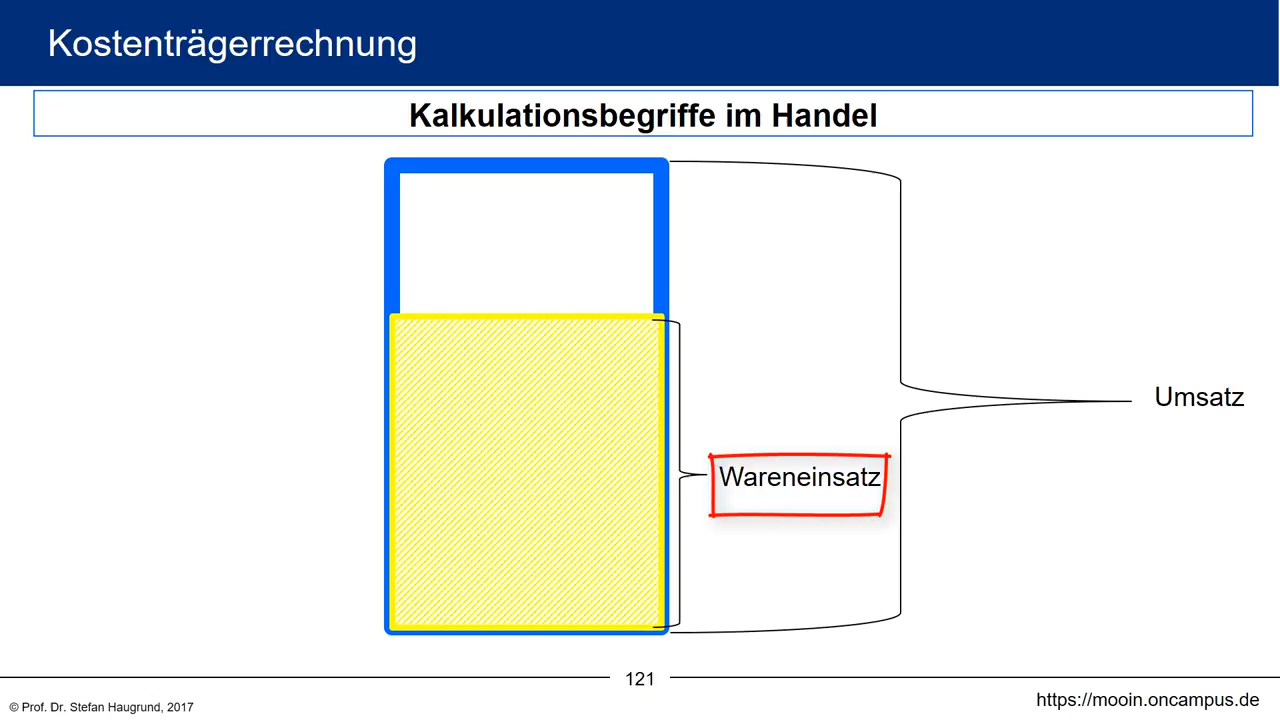 Kostenträgerrechnung
Kalkulationsbegriffe im Handel
Umsatz
Wareneinsatz
121
© Prof. Dr. Stefan Haugrund, 2017
https://mooin.oncampus.de